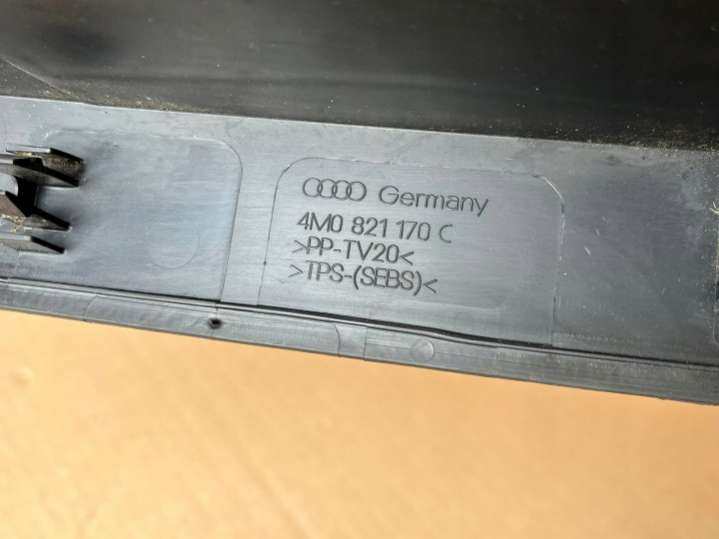 Germany
4M0 821 170 C
>PP-TV20<
>TPS-(SEBS)<